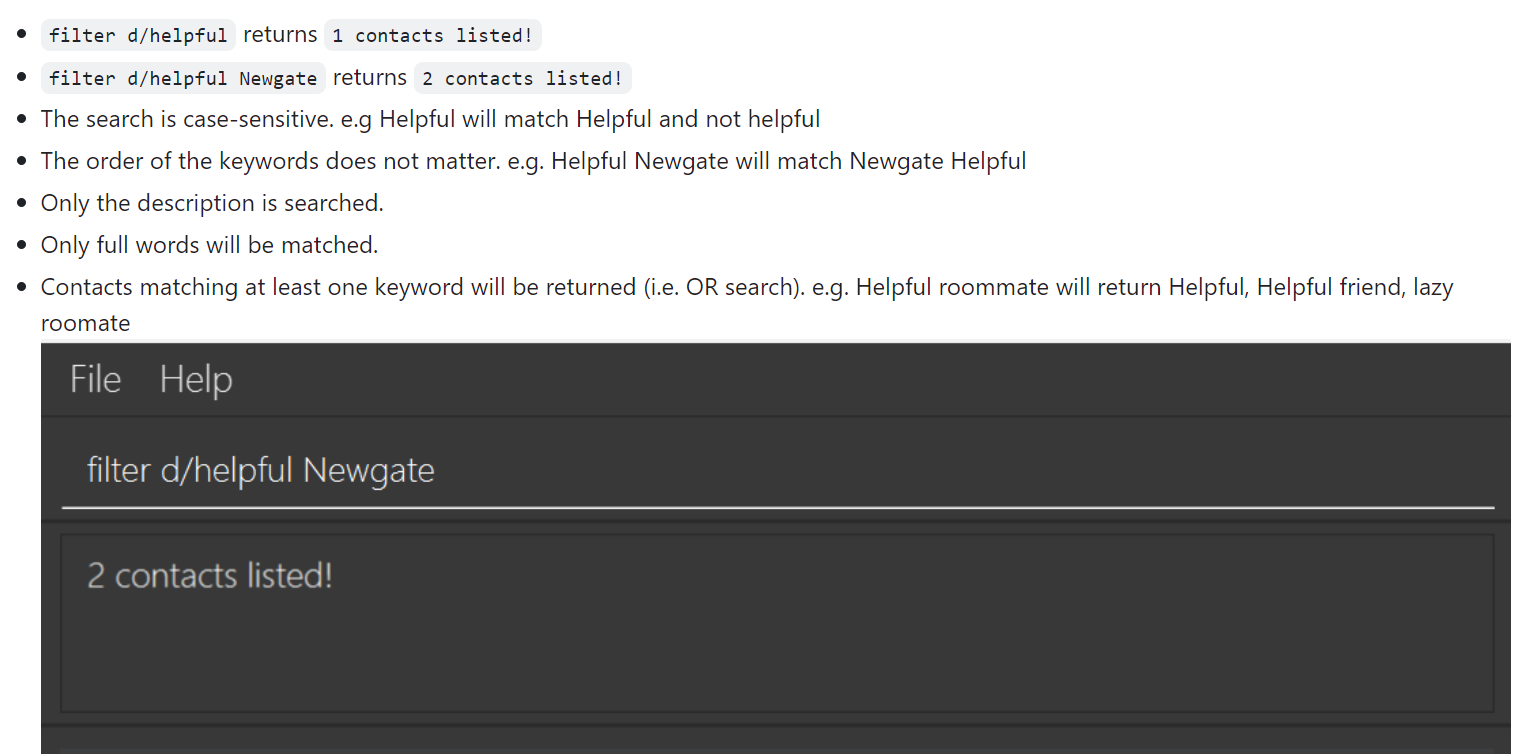 filter d/helpful returns 1 contacts listed!
filter d/helpful Newgate returns 2 contacts listed!
The search is case-sensitive. e.g Helpful will match Helpful and not helpful
The order of the keywords does not matter. e.g. Helpful Newgate will match Newgate Helpful
Only the description is searched.
Only full words will be matched.
Contacts matching at least one keyword will be returned (i.e. OR search). e.g. Helpful roommate will return Helpful, Helpful friend, lazy
roomate
File Help
filter d/helpful Newgate
2 contacts listed!